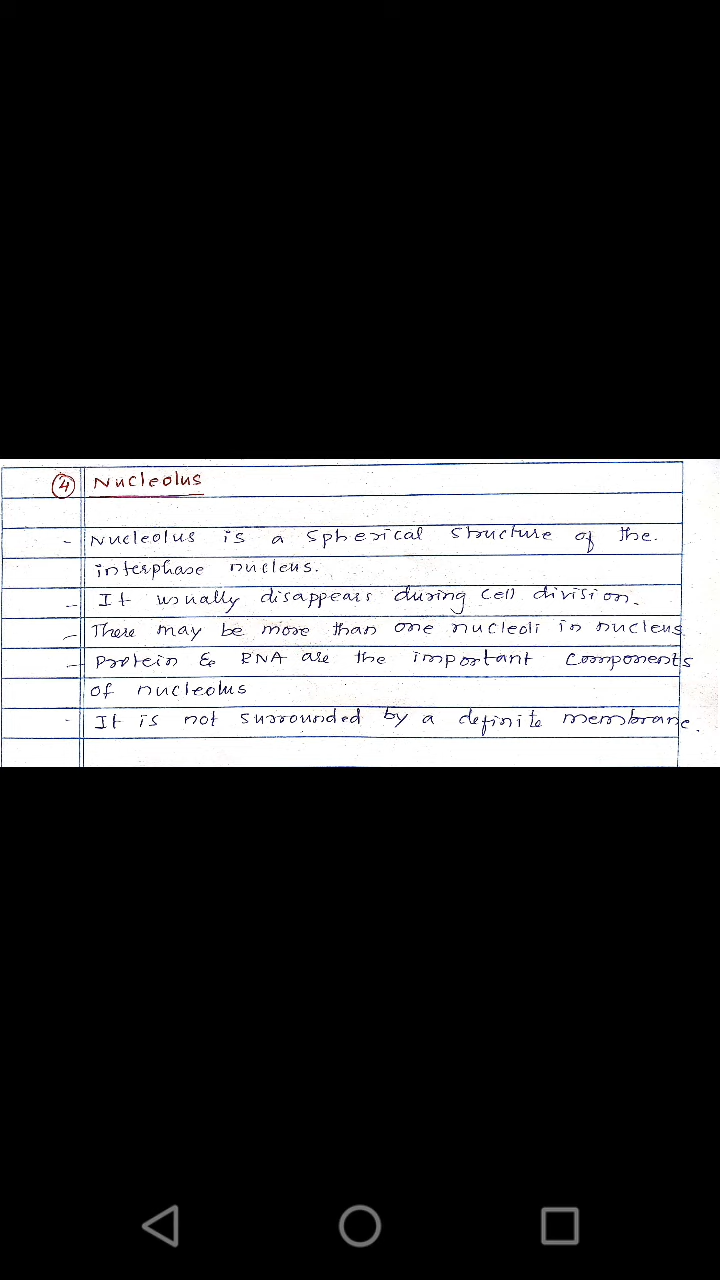 ④ Nucleolus
- Nucleolus is a spherical structure of the.
interphase nucleus.
-- It usually disappears during cell division.
- There may be more than one nucleoli in nucleus.
- Protein & RNA are the important components
of nucleolus
- It is not surrounded by a definite membrane.